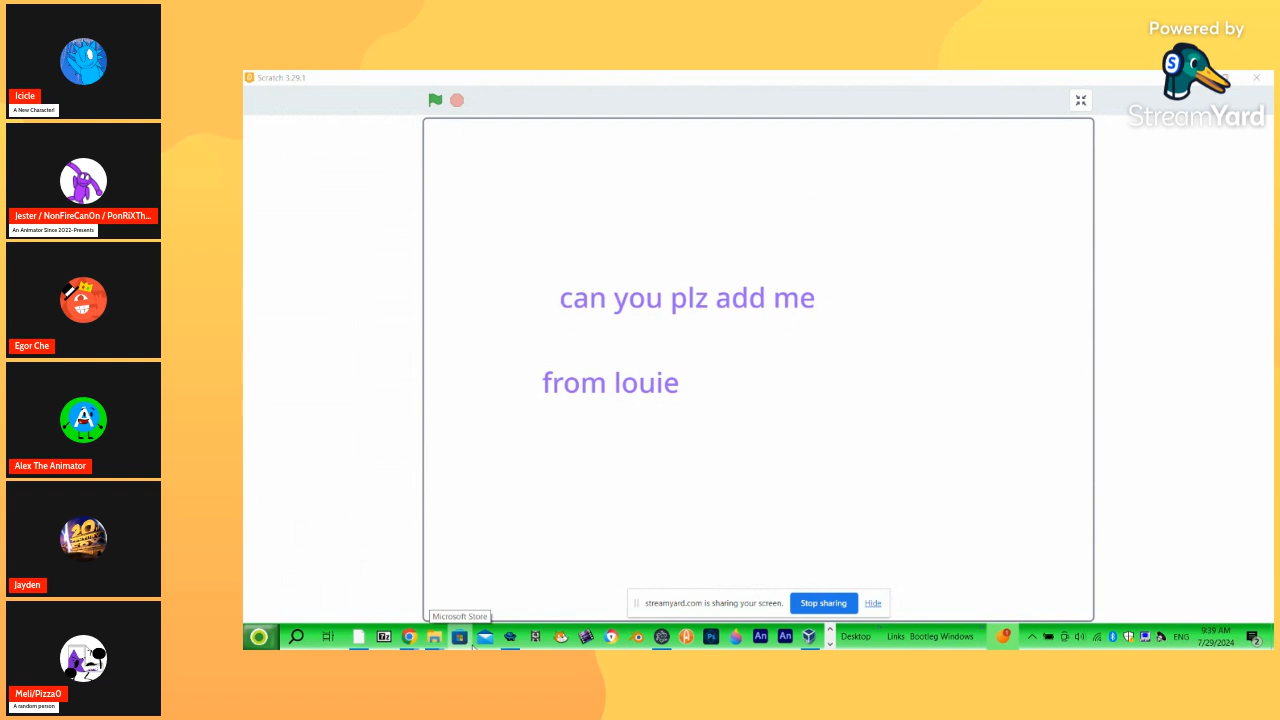 Powered by
StreamYard
Icicle
A New Character!
Jester / NonFireCanOn / PonRiXTh...
An Animator Since 2022-Presents
Egor Che
Alex The Animator
Jayden
Meli/Pizza0
A random person
Scratch 3.29.1
can you plz add me
from louie
streamyard.com is sharing your screen.
Stop sharing
Hide
Microsoft Store
Desktop
Links
Bootleg Windows
ENG
9:39 AM
7/29/2024